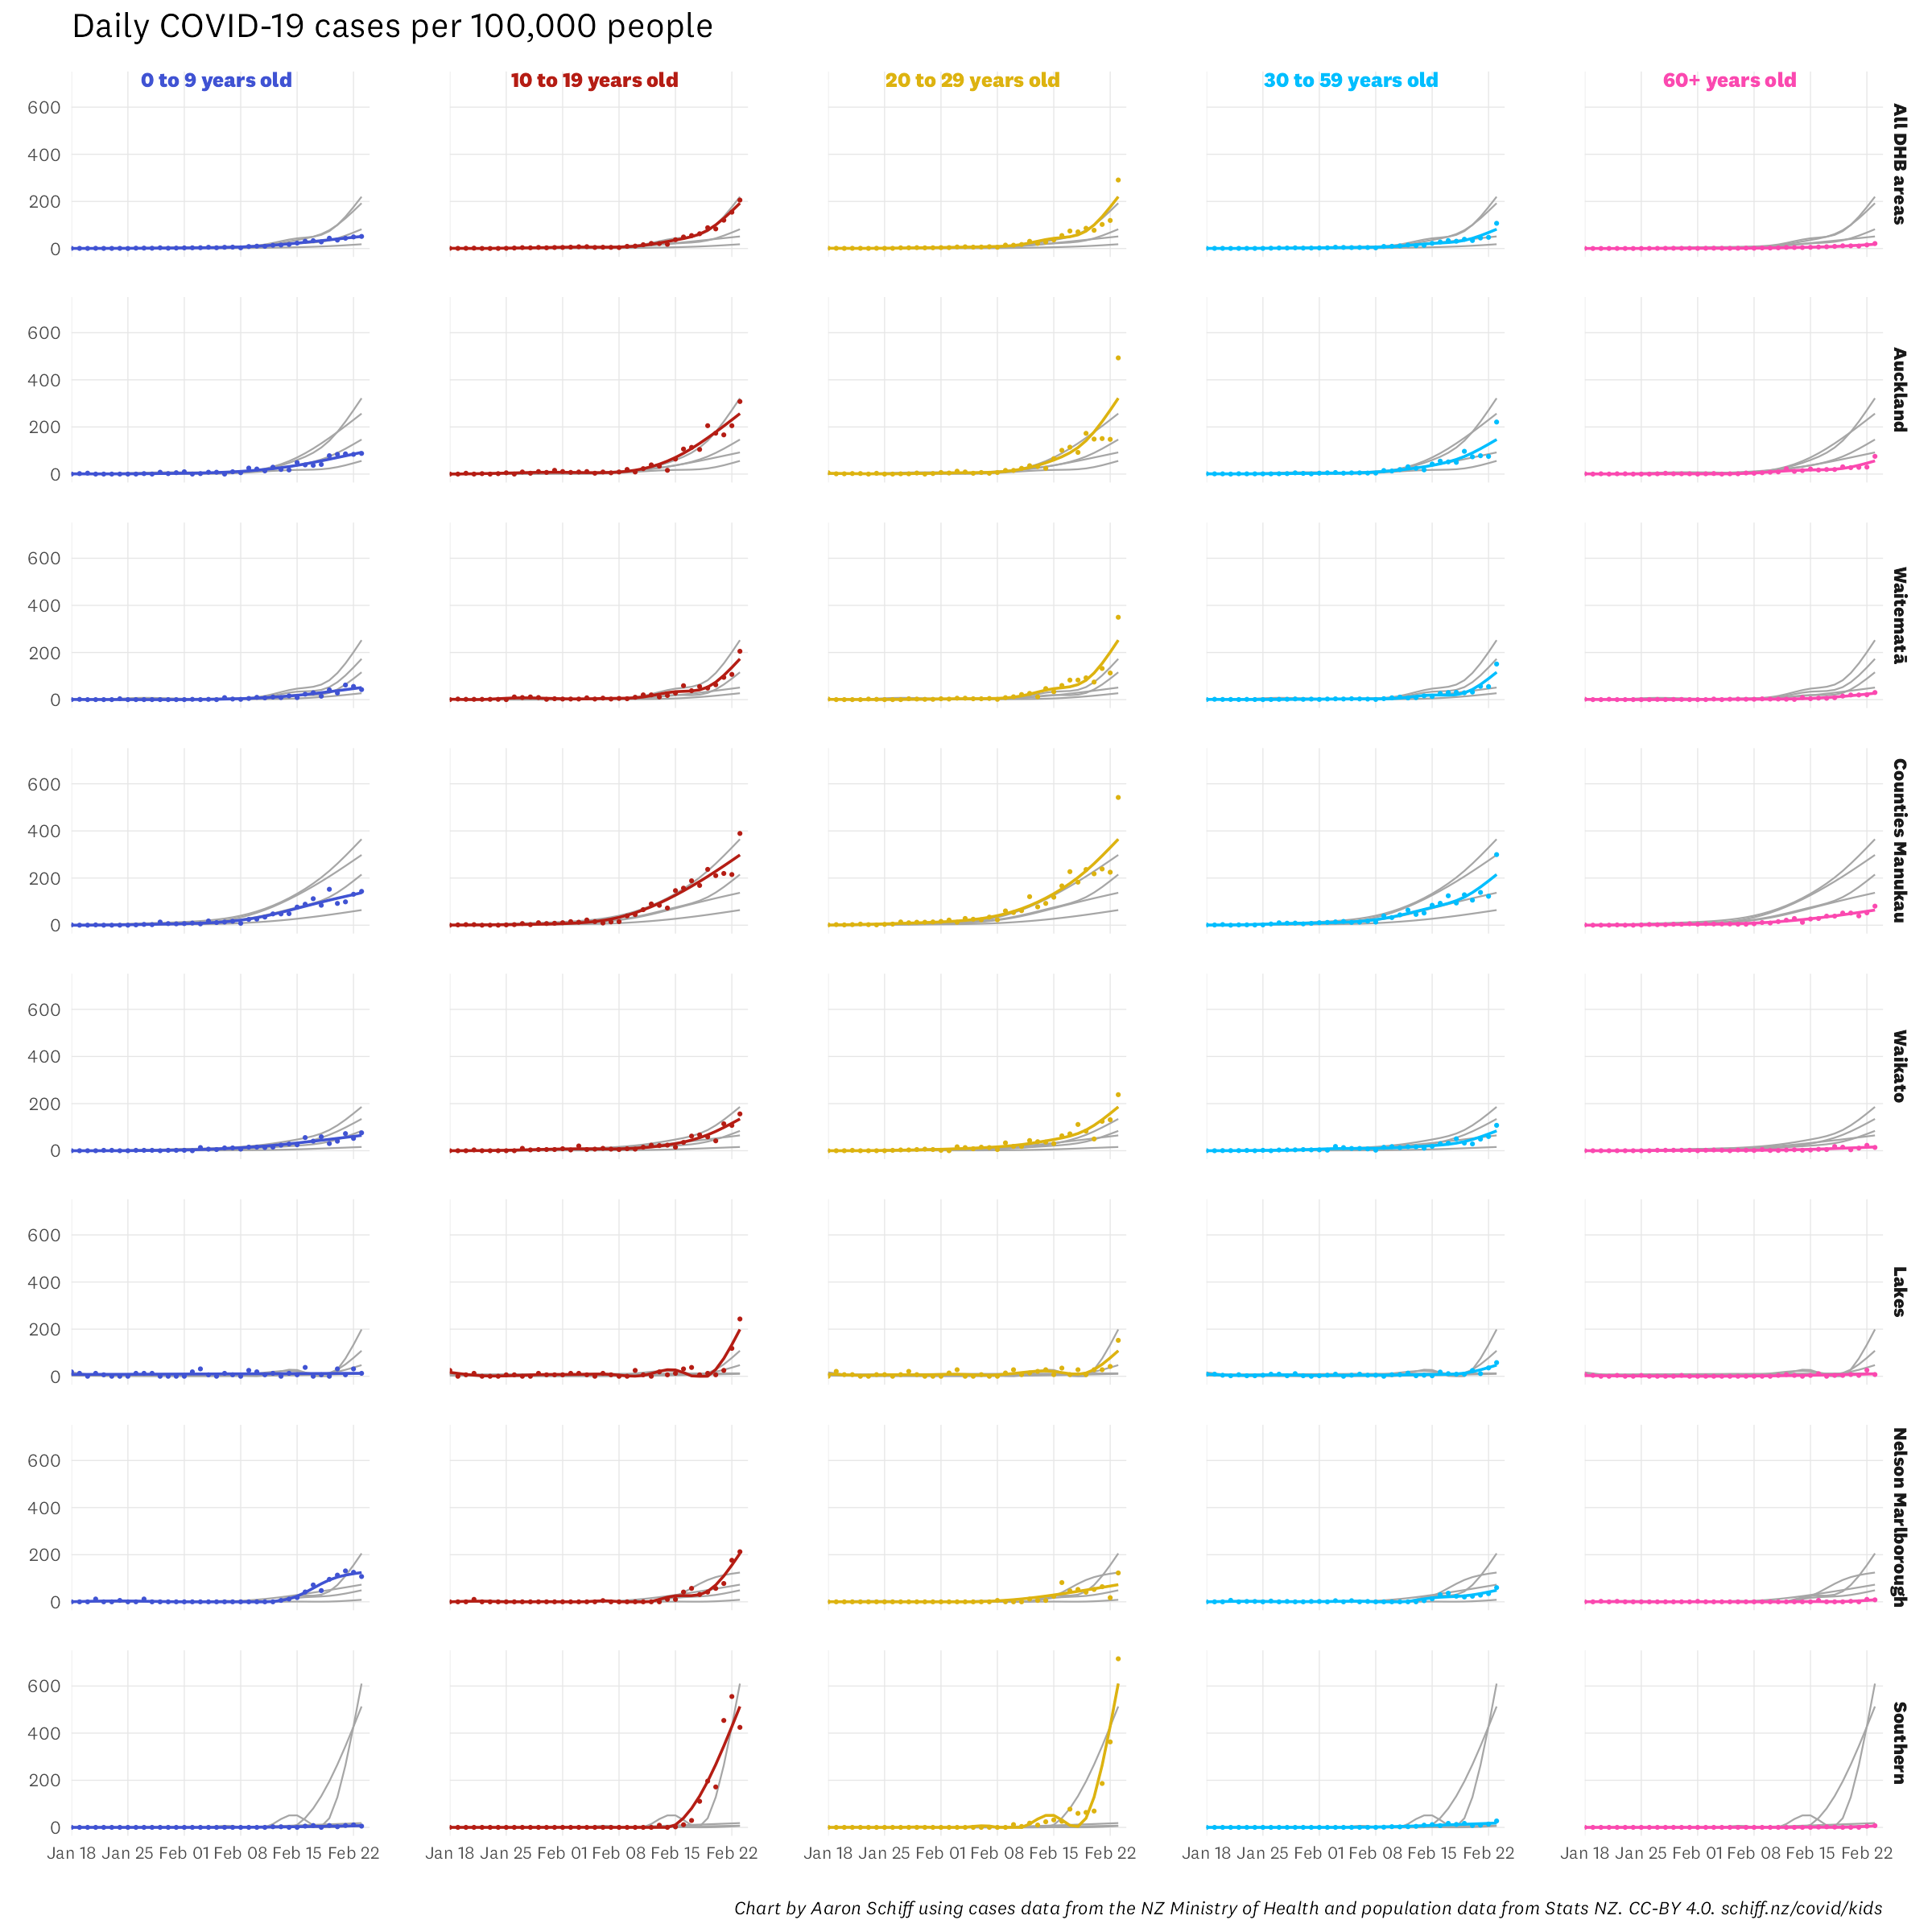 Daily COVID-19 cases per 100,000 people
0 to 9 years old
10 to 19 years old
20 to 29 years old
30 to 59 years old
60+ years old
600
400
200
0
All DHB areas
600
400
200
0
Auckland
600
400
200
0
Waitematā
600
400
200
0
Counties Manukau
600
400
200
0
Waikato
600
400
200
0
Lakes
600
400
200
0
Nelson Marlborough
600
400
200
0
Southern
Jan 18 Jan 25 Feb 01 Feb 08 Feb 15 Feb 22
Jan 18 Jan 25 Feb 01 Feb 08 Feb 15 Feb 22
Jan 18 Jan 25 Feb 01 Feb 08 Feb 15 Feb 22
Jan 18 Jan 25 Feb 01 Feb 08 Feb 15 Feb 22
Jan 18 Jan 25 Feb 01 Feb 08 Feb 15 Feb 22
Chart by Aaron Schiff using cases data from the NZ Ministry of Health and population data from Stats NZ. CC-BY 4.0. schiff.nz/covid/kids